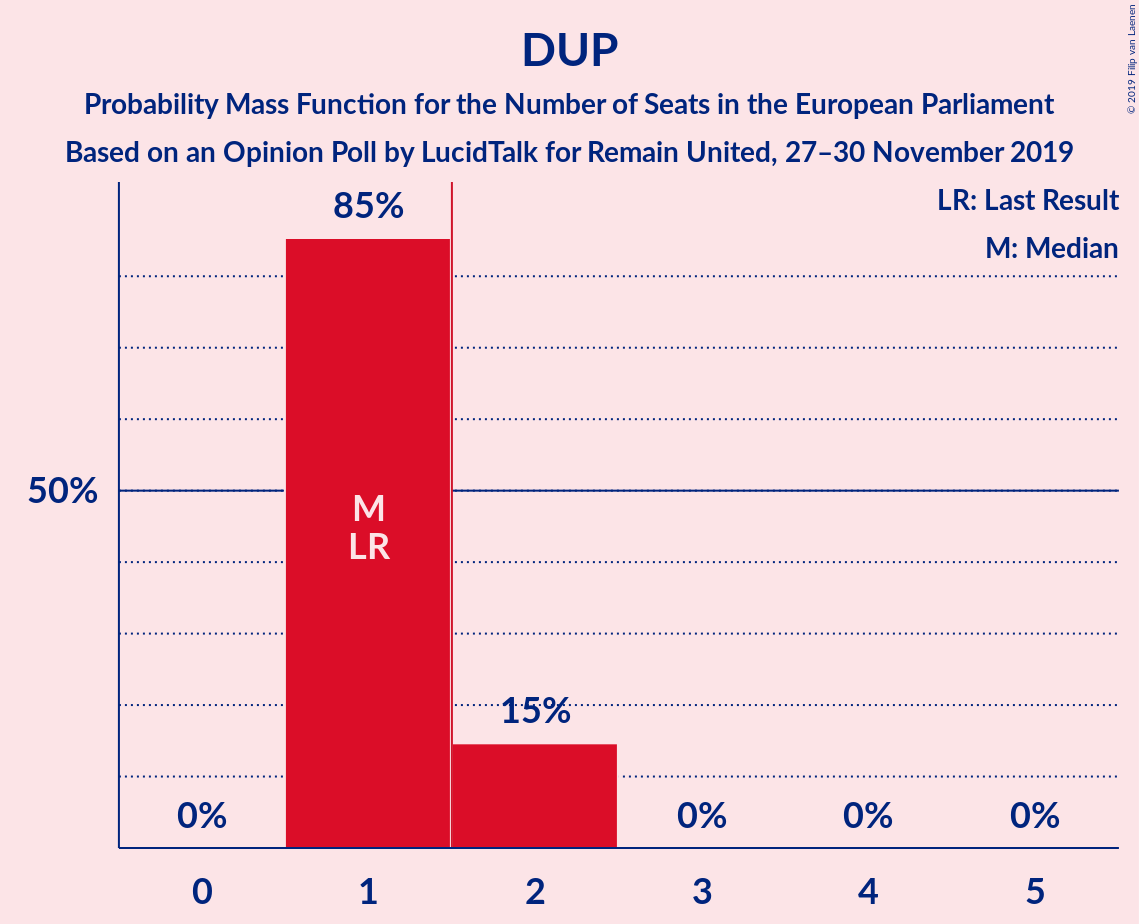 DUP
Probability Mass Function for the Number of Seats in the European Parliament
Based on an Opinion Poll by LucidTalk for Remain United, 27–30 November 2019
© 2019 Filip van Laenen
LR: Last Result
M: Median
85%
50%
M
LR
15%
0%
0%
0%
0%
0
1
2
3
4
5